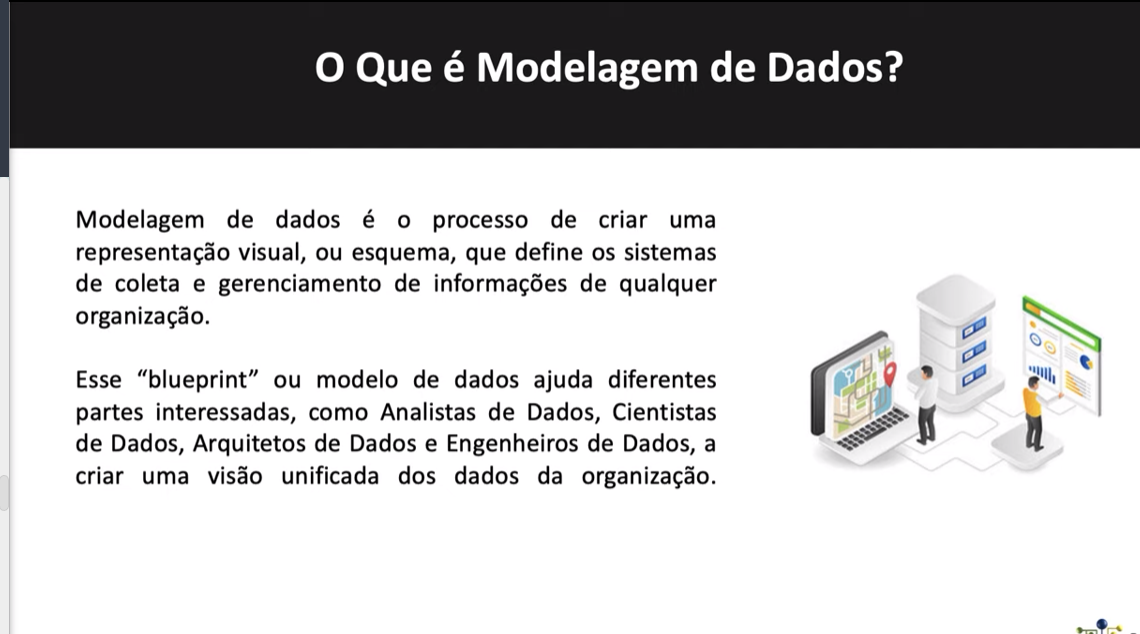 O Que é Modelagem de Dados?
Modelagem de dados é o processo de criar uma
representação visual, ou esquema, que define os sistemas
de coleta e gerenciamento de informações de qualquer
organização.
Esse “blueprint” ou modelo de dados ajuda diferentes
partes interessadas, como Analistas de Dados, Cientistas
de Dados, Arquitetos de Dados e Engenheiros de Dados, a
criar uma visão unificada dos dados da organização.